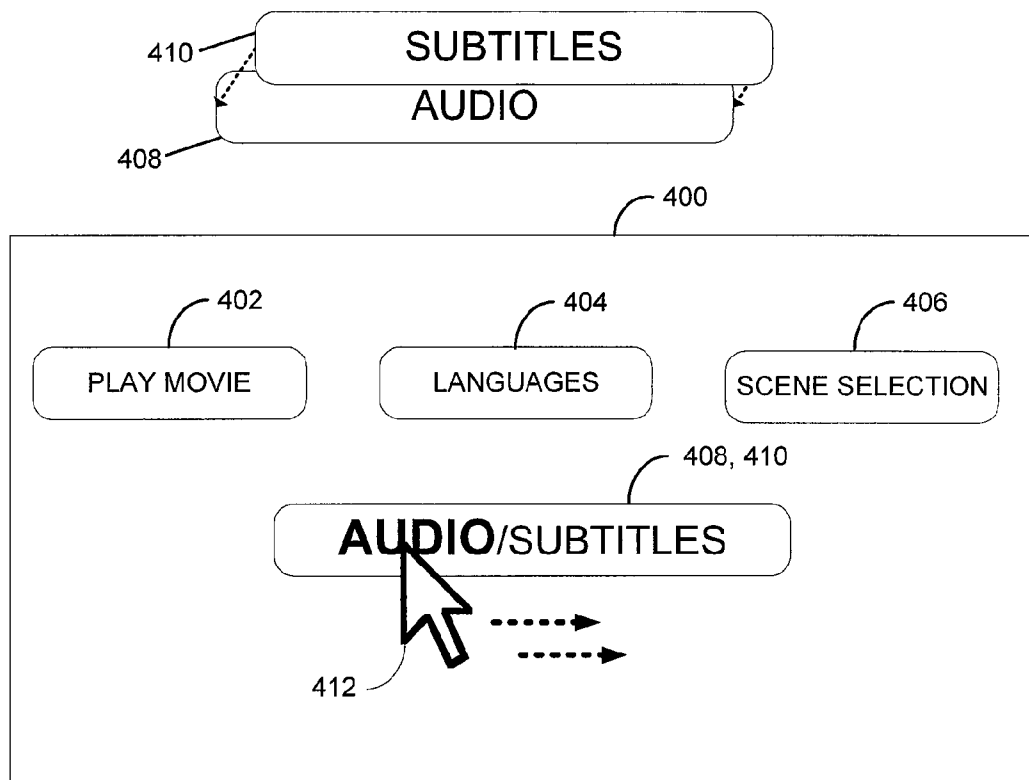 410
SUBTITLES
AUDIO
408
400
402
404
406
PLAY MOVIE
LANGUAGES
SCENE SELECTION
408, 410
AUDIO/SUBTITLES
412